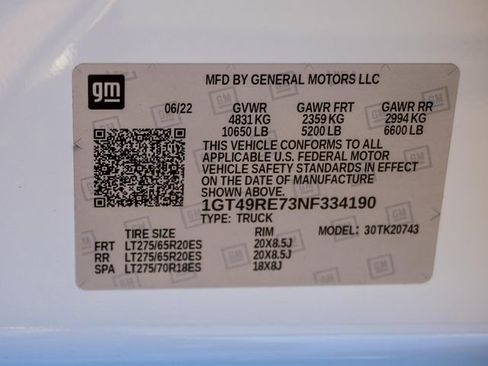 gm
MFD BY GENERAL MOTORS LLC
06/22 GVWR GAWR FRT GAWR RR
4831 KG 2359 KG 2994 KG
10650 LB 5200 LB 6600 LB
THIS VEHICLE CONFORMS TO ALL
APPLICABLE U.S. FEDERAL MOTOR
VEHICLE SAFETY STANDARDS IN EFFECT
ON THE DATE OF MANUFACTURE
SHOWN ABOVE.
1GT49RE73NF334190
TYPE: TRUCK
TIRE SIZE RIM MODEL: 30TK20743
FRT LT275/65R20ES 20X8.5J
RR LT275/65R20ES 20X8.5J
SPA LT275/70R18ES 18X8J